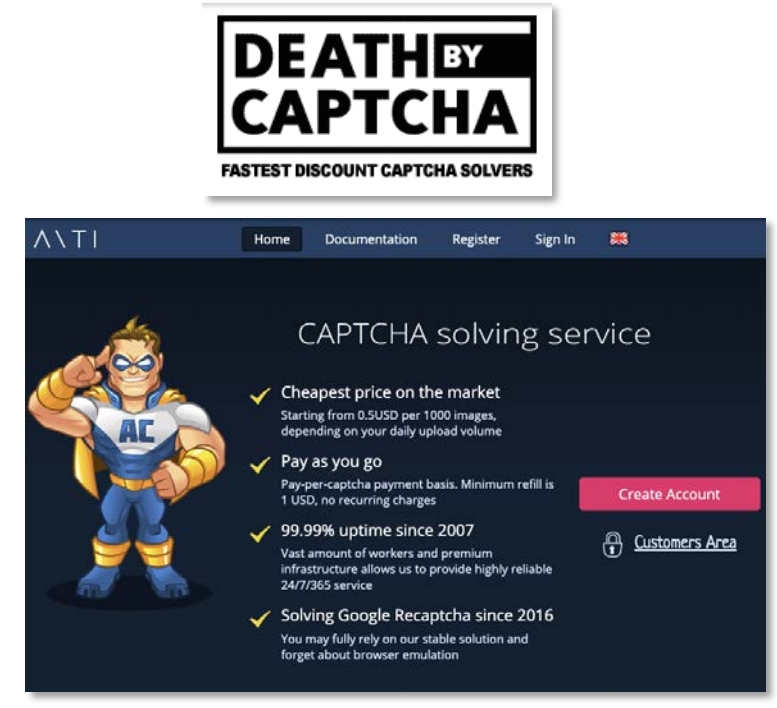 DEATH BY
CAPTCHA
FASTEST DISCOUNT CAPTCHA SOLVERS
ANTI Home Documentation Register Sign In
CAPTCHA solving service
Cheapest price on the market
Starting from 0.5USD per 1000 images,
depending on your daily upload volume
Pay as you go
Pay-per-captcha payment basis. Minimum refill is
1 USD, no recurring charges
99.99% uptime since 2007
Vast amount of workers and premium
infrastructure allows us to provide highly reliable
24/7/365 service
Solving Google Recaptcha since 2016
You may fully rely on our stable solution and
forget about browser emulation
AC
Create Account
Customers Area